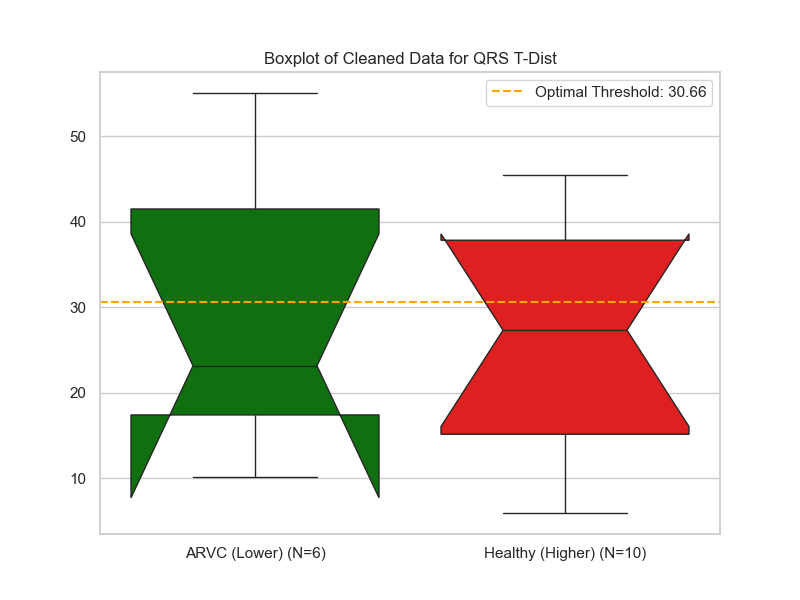 Boxplot of Cleaned Data for QRS T-Dist
Optimal Threshold: 30.66
50
40
30
20
10
ARVC (Lower) (N=6)
Healthy (Higher) (N=10)